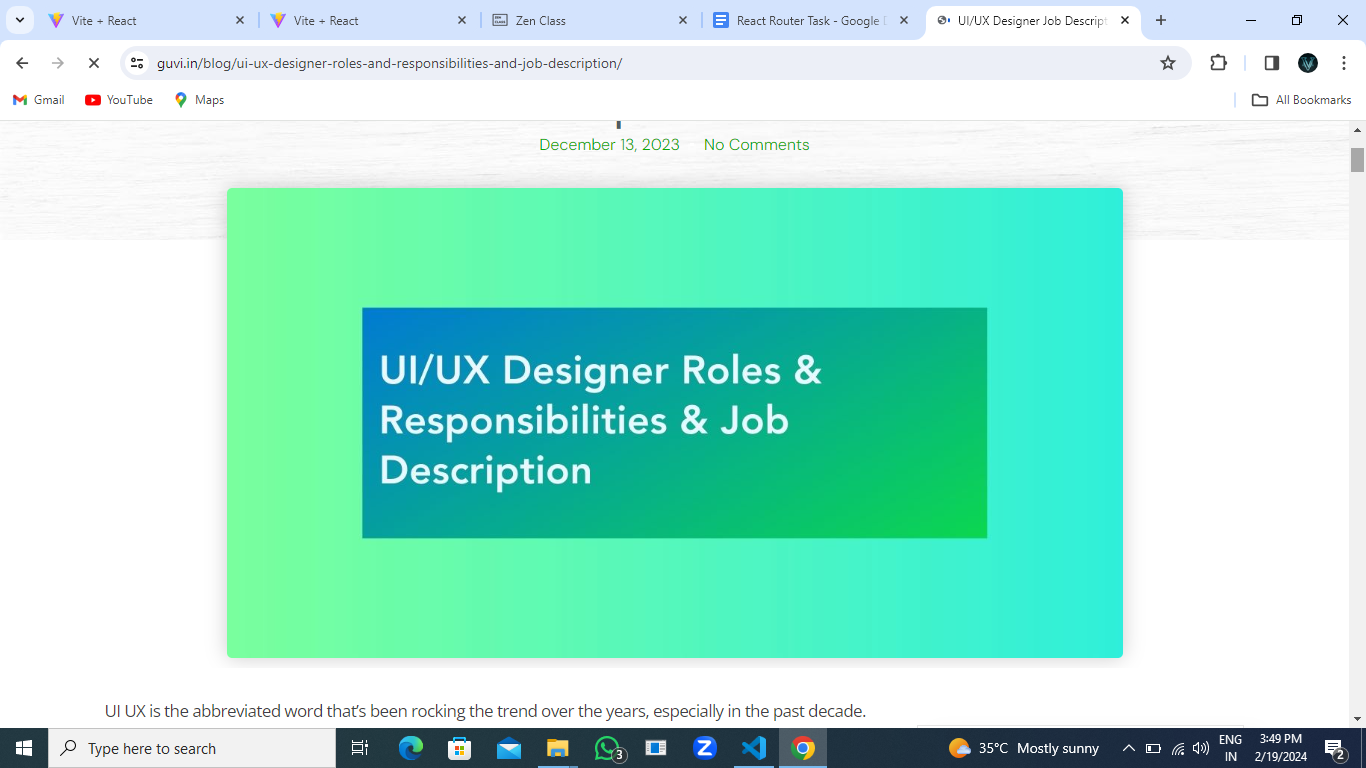 Vite + React
Vite + React
Zen Class
React Router Task - Google
UI/UX Designer Job Descript
guvi.in/blog/ui-ux-designer-roles-and-responsibilities-and-job-description/
Gmail
YouTube
Maps
All Bookmarks
December 13, 2023 No Comments
UI/UX Designer Roles &
Responsibilities & Job
Description
UI UX is the abbreviated word that’s been rocking the trend over the years, especially in the past decade.
Type here to search
3
35°C Mostly sunny
ENG
IN
3:49 PM
2/19/2024
2